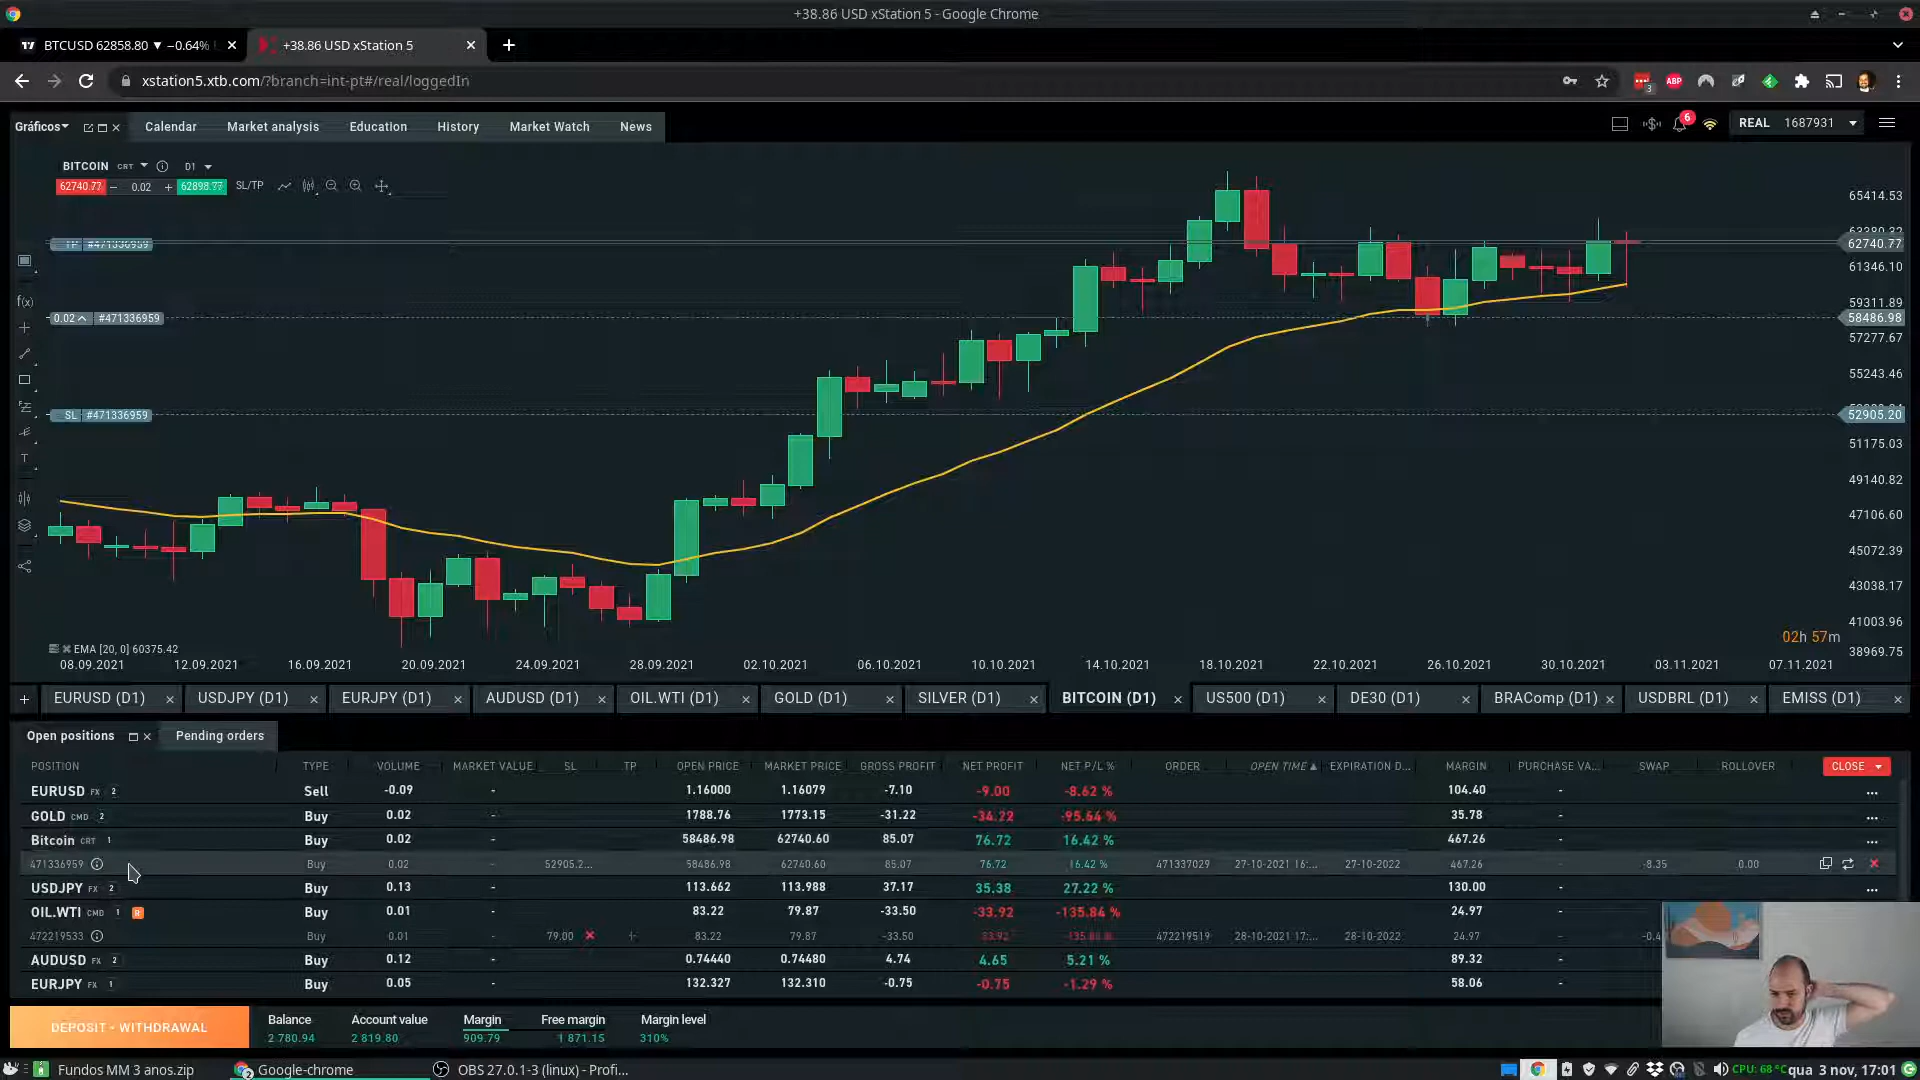 +38.86 USD xStation 5 - Google Chrome
BTCUSD 62858.80 ▼ −0.64%
+38.86 USD xStation 5
xstation5.xtb.com/?branch=int-pt#/real/loggedIn
ABP
3
Gráficos
Calendar Market analysis Education History Market Watch News
6
REAL 1687931
BITCOIN CRT D1
62740.77 − 0.02 + 62898.77 SL/TP
65414.53
TP #471336959
62740.77
61346.10
59311.89
0.02 #471336959
58486.98
57277.67
55243.46
SL #471336959
52905.20
51175.03
49140.82
47106.60
45072.39
43038.17
41003.96
38969.75
02h 57m
EMA [20, 0] 60375.42
08.09.2021 12.09.2021 16.09.2021 20.09.2021 24.09.2021 28.09.2021 02.10.2021 06.10.2021 10.10.2021 14.10.2021 18.10.2021 22.10.2021 26.10.2021 30.10.2021 03.11.2021 07.11.2021
EURUSD (D1) USDJPY (D1) EURJPY (D1) AUDUSD (D1) OIL.WTI (D1) GOLD (D1) SILVER (D1) BITCOIN (D1) US500 (D1) DE30 (D1) BRAComp (D1) USDBRL (D1) EMISS (D1)
Open positions Pending orders
POSITION TYPE VOLUME MARKET VALUE SL TP OPEN PRICE MARKET PRICE GROSS PROFIT NET PROFIT NET P/L % ORDER OPEN TIME ▲ EXPIRATION D... MARGIN PURCHASE VA... SWAP ROLLOVER CLOSE
EURUSD FX 2 Sell -0.09 - 1.16000 1.16079 -7.10 -9.00 -8.62 % 104.40 - ...
GOLD CMD 2 Buy 0.02 - 1788.76 1773.15 -31.22 -34.22 -95.64 % 35.78 - ...
Bitcoin CRT 1 Buy 0.02 - 58486.98 62740.60 85.07 76.72 16.42 % 467.26 - ...
471336959 Buy 0.02 - 52905.2... 58486.98 62740.60 85.07 76.72 16.42 % 471337029 27-10-2021 16:... 27-10-2022 467.26 - -8.35 0.00
USDJPY FX 2 Buy 0.13 - 113.662 113.988 37.17 35.38 27.22 % 130.00 - ...
OIL.WTI CMD 1 R Buy 0.01 - 83.22 79.87 -33.50 -33.92 -135.84 % 24.97 -
472219533 Buy 0.01 - 79.00 83.22 79.87 -33.50 -33.92 472219519 28-10-2021 17:... 28-10-2022 24.97 - -0.4
AUDUSD FX 2 Buy 0.12 - 0.74440 0.74480 4.74 4.65 5.21 % 89.32 -
EURJPY FX 1 Buy 0.05 - 132.327 132.310 -0.75 -0.75 -1.29 % 58.06 -
DEPOSIT - WITHDRAWAL
Balance Account value Margin Free margin Margin level
2 780.94 2 819.80 909.79 1 871.15 310%
Fundos MM 3 anos.zip
2 Google-chrome
OBS 27.0.1-3 (linux) - Profi...
CPU: 68 °C qua 3 nov, 17:01